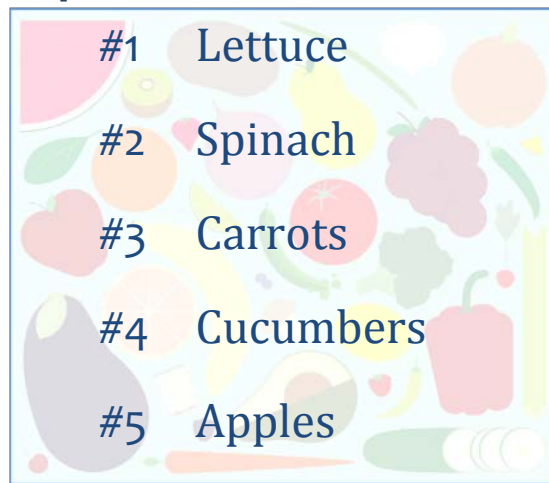 #1 Lettuce
#2 Spinach
#3 Carrots
#4 Cucumbers
#5 Apples